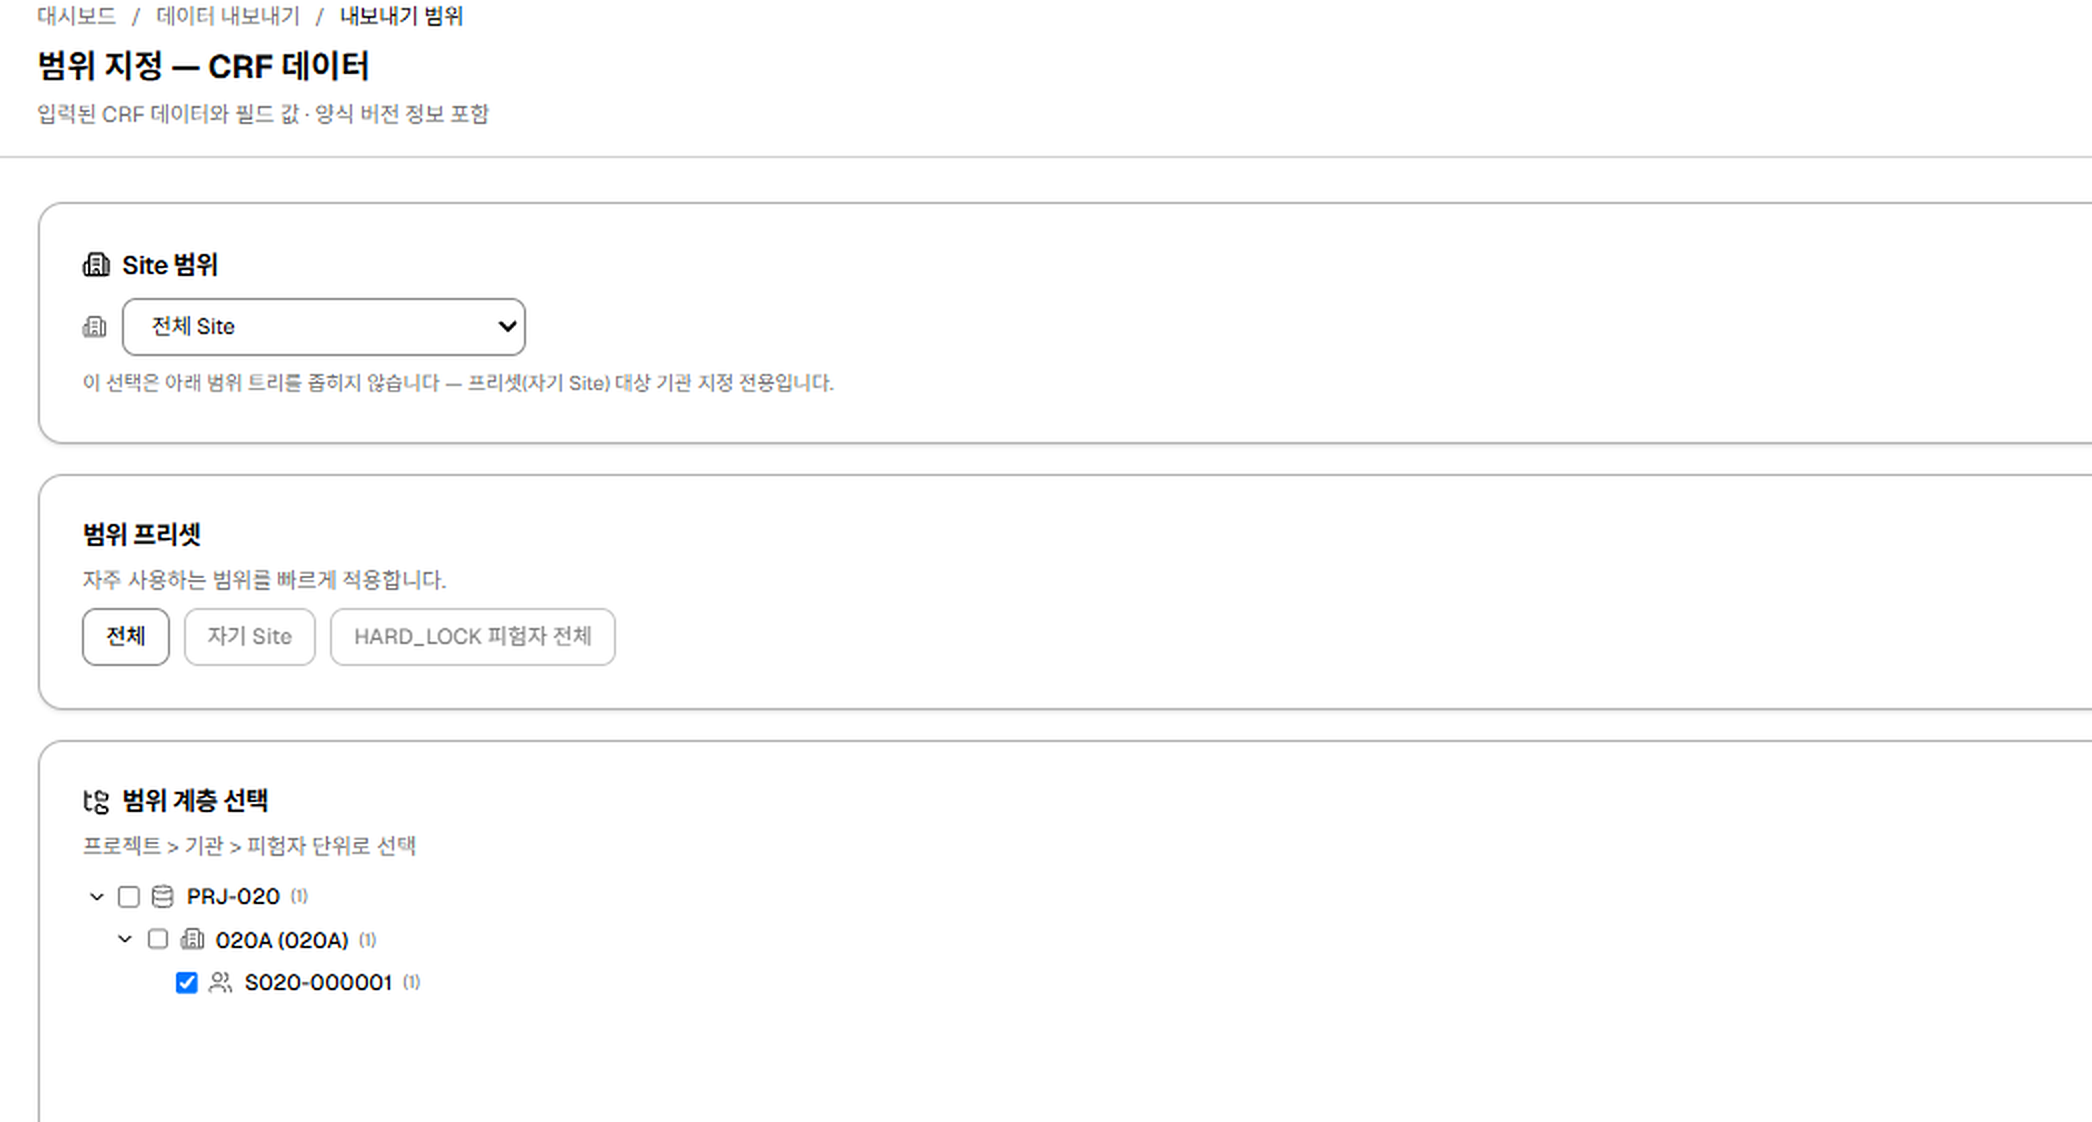 대시보드 / 데이터 내보내기 / 내보내기 범위
범위 지정 — CRF 데이터
입력된 CRF 데이터와 필드 값 · 양식 버전 정보 포함
Site 범위
전체 Site
이 선택은 아래 범위 트리를 좁히지 않습니다 — 프리셋(자기 Site) 대상 기관 지정 전용입니다.
범위 프리셋
자주 사용하는 범위를 빠르게 적용합니다.
전체 자기 Site HARD_LOCK 피험자 전체
범위 계층 선택
프로젝트 > 기관 > 피험자 단위로 선택
PRJ-020 (1)
020A (020A) (1)
S020-000001 (1)